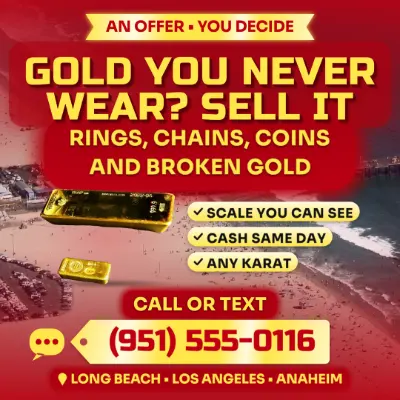 AN OFFER • YOU DECIDE
GOLD YOU NEVER
WEAR? SELL IT
RINGS, CHAINS, COINS
AND BROKEN GOLD
✓ SCALE YOU CAN SEE
✓ CASH SAME DAY
✓ ANY KARAT
CALL OR TEXT
(951) 555-0116
LONG BEACH • LOS ANGELES • ANAHEIM